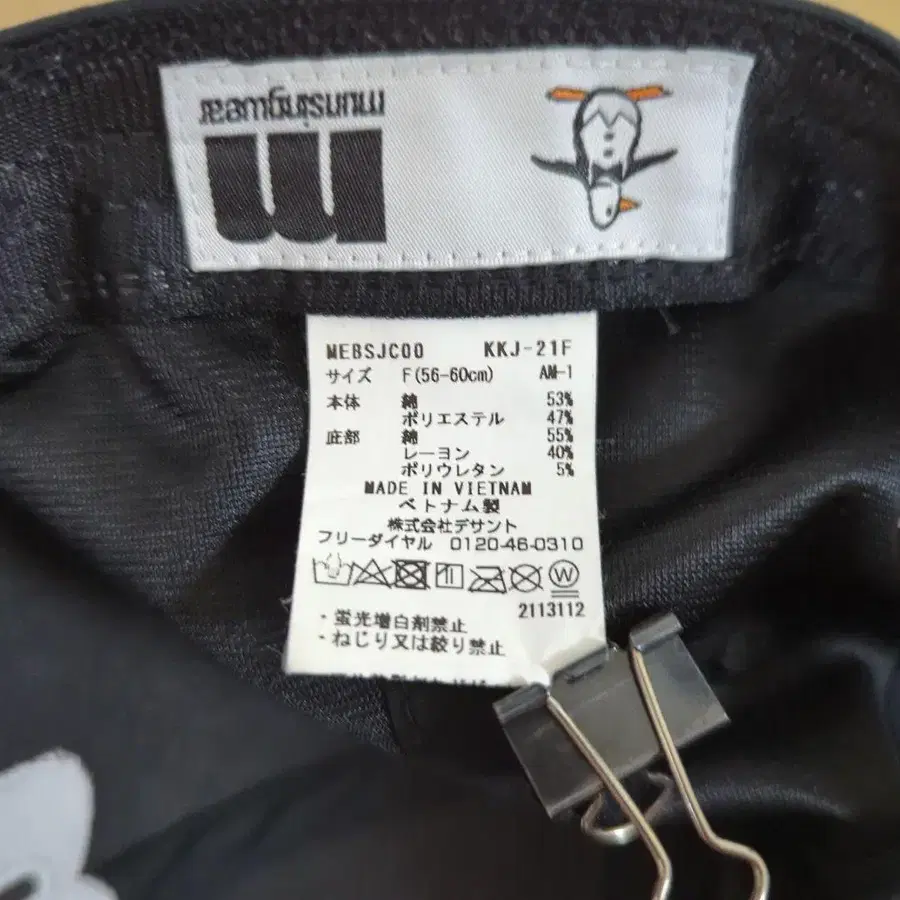 munsingwear
MEBSJC00 KKJ-21F
サイズ F(56-60cm) AM-1
本体 綿 53%
ポリエステル 47%
庇部 綿 55%
レーヨン 40%
ポリウレタン 5%
MADE IN VIETNAM
ベトナム製
株式会社デサント
フリーダイヤル 0120-46-0310
W
2113112
・蛍光増白剤禁止
・ねじり又は絞り禁止